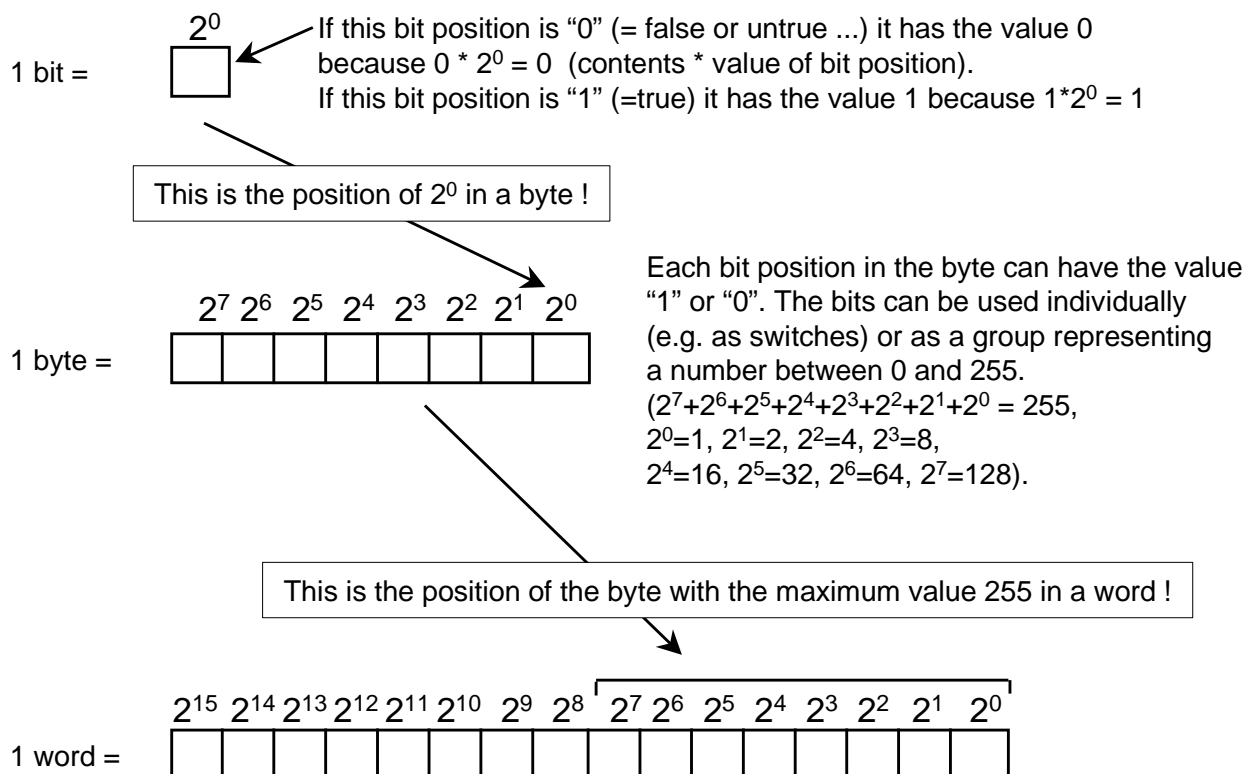 2⁰
If this bit position is “0” (= false or untrue ...) it has the value 0
1 bit =
because 0 * 2⁰ = 0 (contents * value of bit position).
If this bit position is “1” (=true) it has the value 1 because 1*2⁰ = 1
This is the position of 2⁰ in a byte !
Each bit position in the byte can have the value
“1” or “0”. The bits can be used individually
(e.g. as switches) or as a group representing
a number between 0 and 255.
(2⁷+2⁶+2⁵+2⁴+2³+2²+2¹+2⁰ = 255,
2⁰=1, 2¹=2, 2²=4, 2³=8,
2⁴=16, 2⁵=32, 2⁶=64, 2⁷=128).
2⁷ 2⁶ 2⁵ 2⁴ 2³ 2² 2¹ 2⁰
1 byte =
This is the position of the byte with the maximum value 255 in a word !
2¹⁵ 2¹⁴ 2¹³ 2¹² 2¹¹ 2¹⁰ 2⁹ 2⁸ 2⁷ 2⁶ 2⁵ 2⁴ 2³ 2² 2¹ 2⁰
1 word =